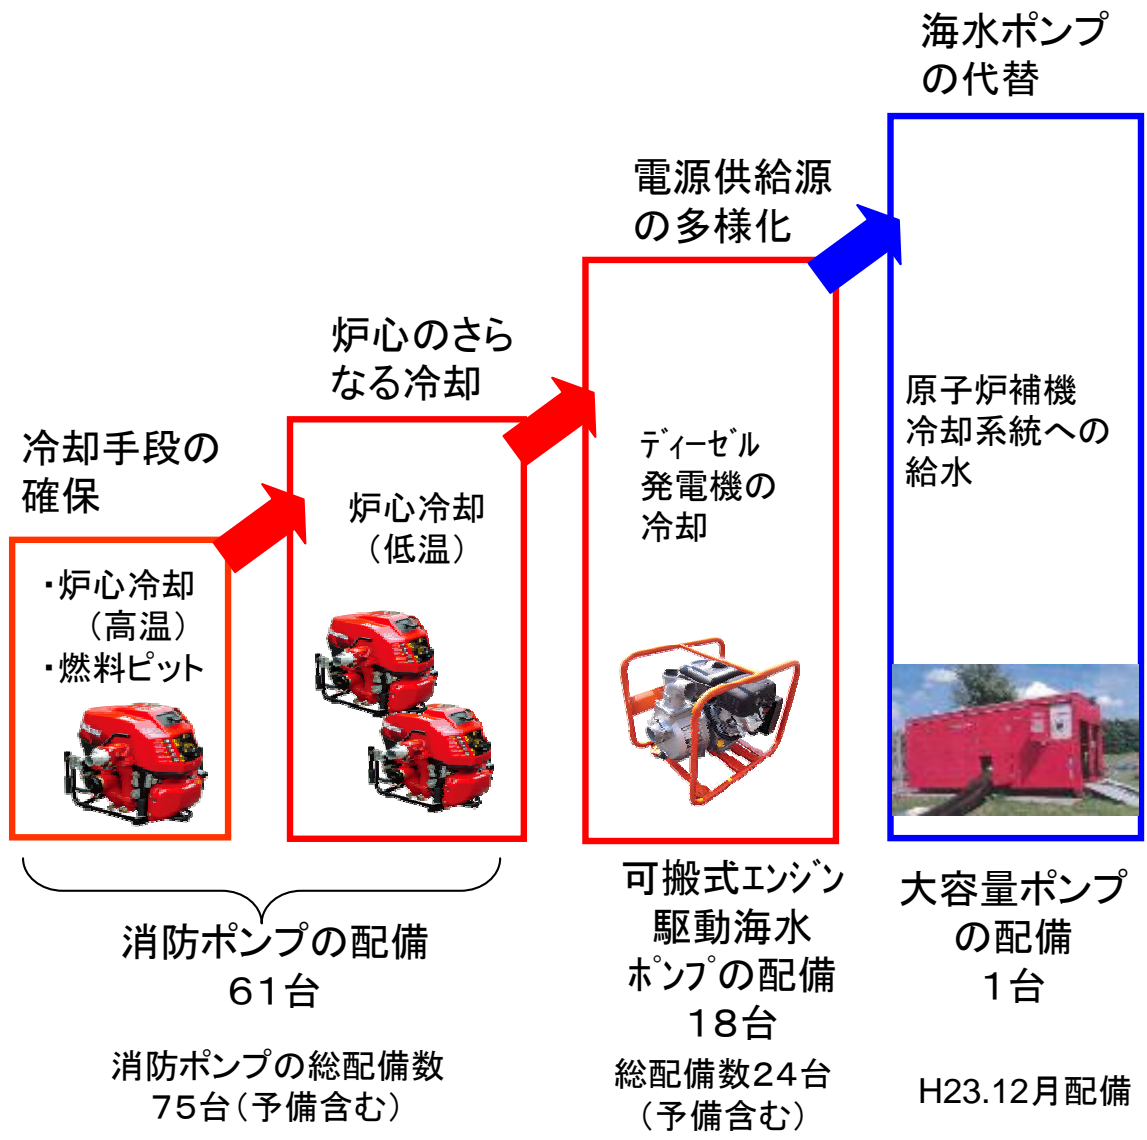 冷却手段の
確保
・炉心冷却
（高温）
・燃料ピット
炉心のさら
なる冷却
炉心冷却
（低温）
消防ポンプの配備
６１台
消防ポンプの総配備数
７５台（予備含む）
電源供給源
の多様化
ﾃﾞｨｰｾﾞﾙ
発電機の
冷却
可搬式ｴﾝｼﾞﾝ
駆動海水
ﾎﾟﾝﾌﾟの配備
１８台
総配備数２４台
（予備含む）
海水ポンプ
の代替
原子炉補機
冷却系統への
給水
大容量ポンプ
の配備
１台
H23.12月配備